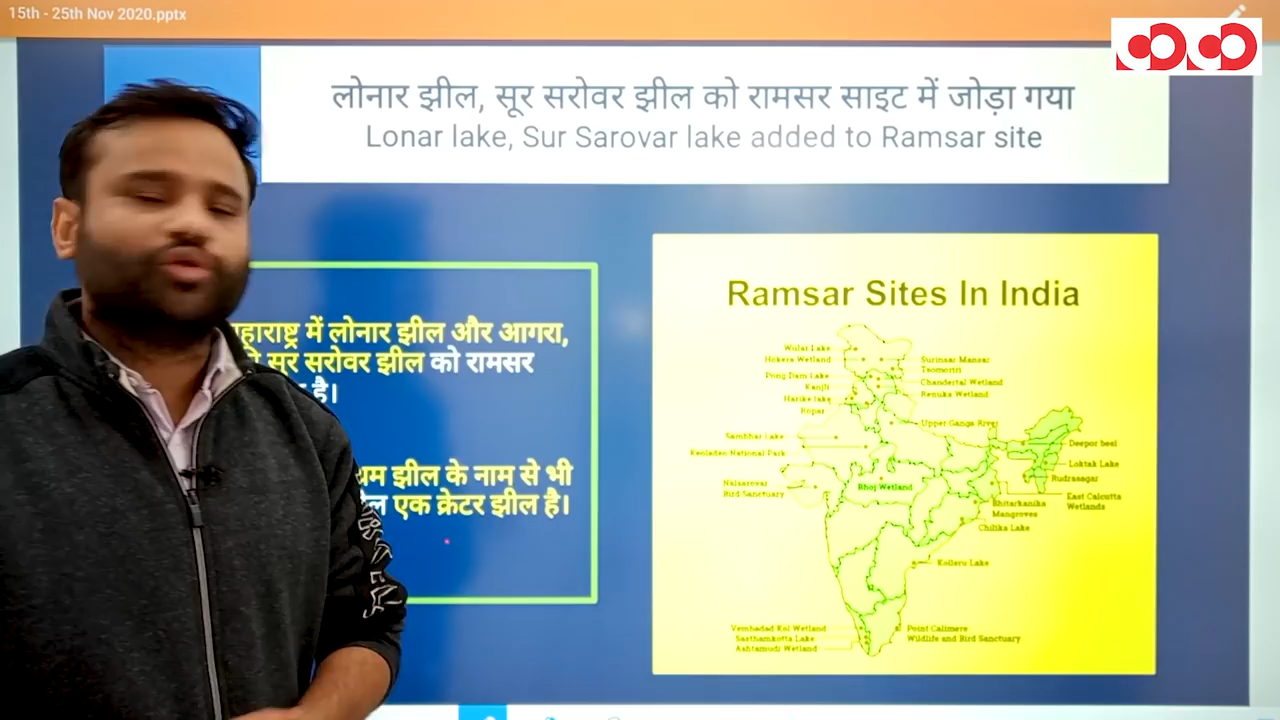 15th - 25th Nov 2020.pptx
लोनार झील, सूर सरोवर झील को रामसर साइट में जोड़ा गया
Lonar lake, Sur Sarovar lake added to Ramsar site
में लोनार झील और आगरा,
सूर सरोवर झील को रामसर
है।
झील के नाम से भी
एक क्रेटर झील है।
Ramsar Sites In India
Wular Lake
Hokera Wetland
Pong Dam Lake
Kanjli
Harike lake
Ropar
Sambhar Lake
Keoladeo National Park
Nalsarovar
Bird Sanctuary
Surinsar Mansar
Tsomoriri
Chandertal Wetland
Renuka Wetland
Upper Ganga River
Bhoj Wetland
Deepor beel
Loktak Lake
Rudrasagar
East Calcutta
Wetlands
Bhitarkanika
Mangroves
Chilika Lake
Kolleru Lake
Vembadad Kol Wetland
Sasthamkotta Lake
Ashtamudi Wetland
Point Calimere
Wildlife and Bird Sanctuary